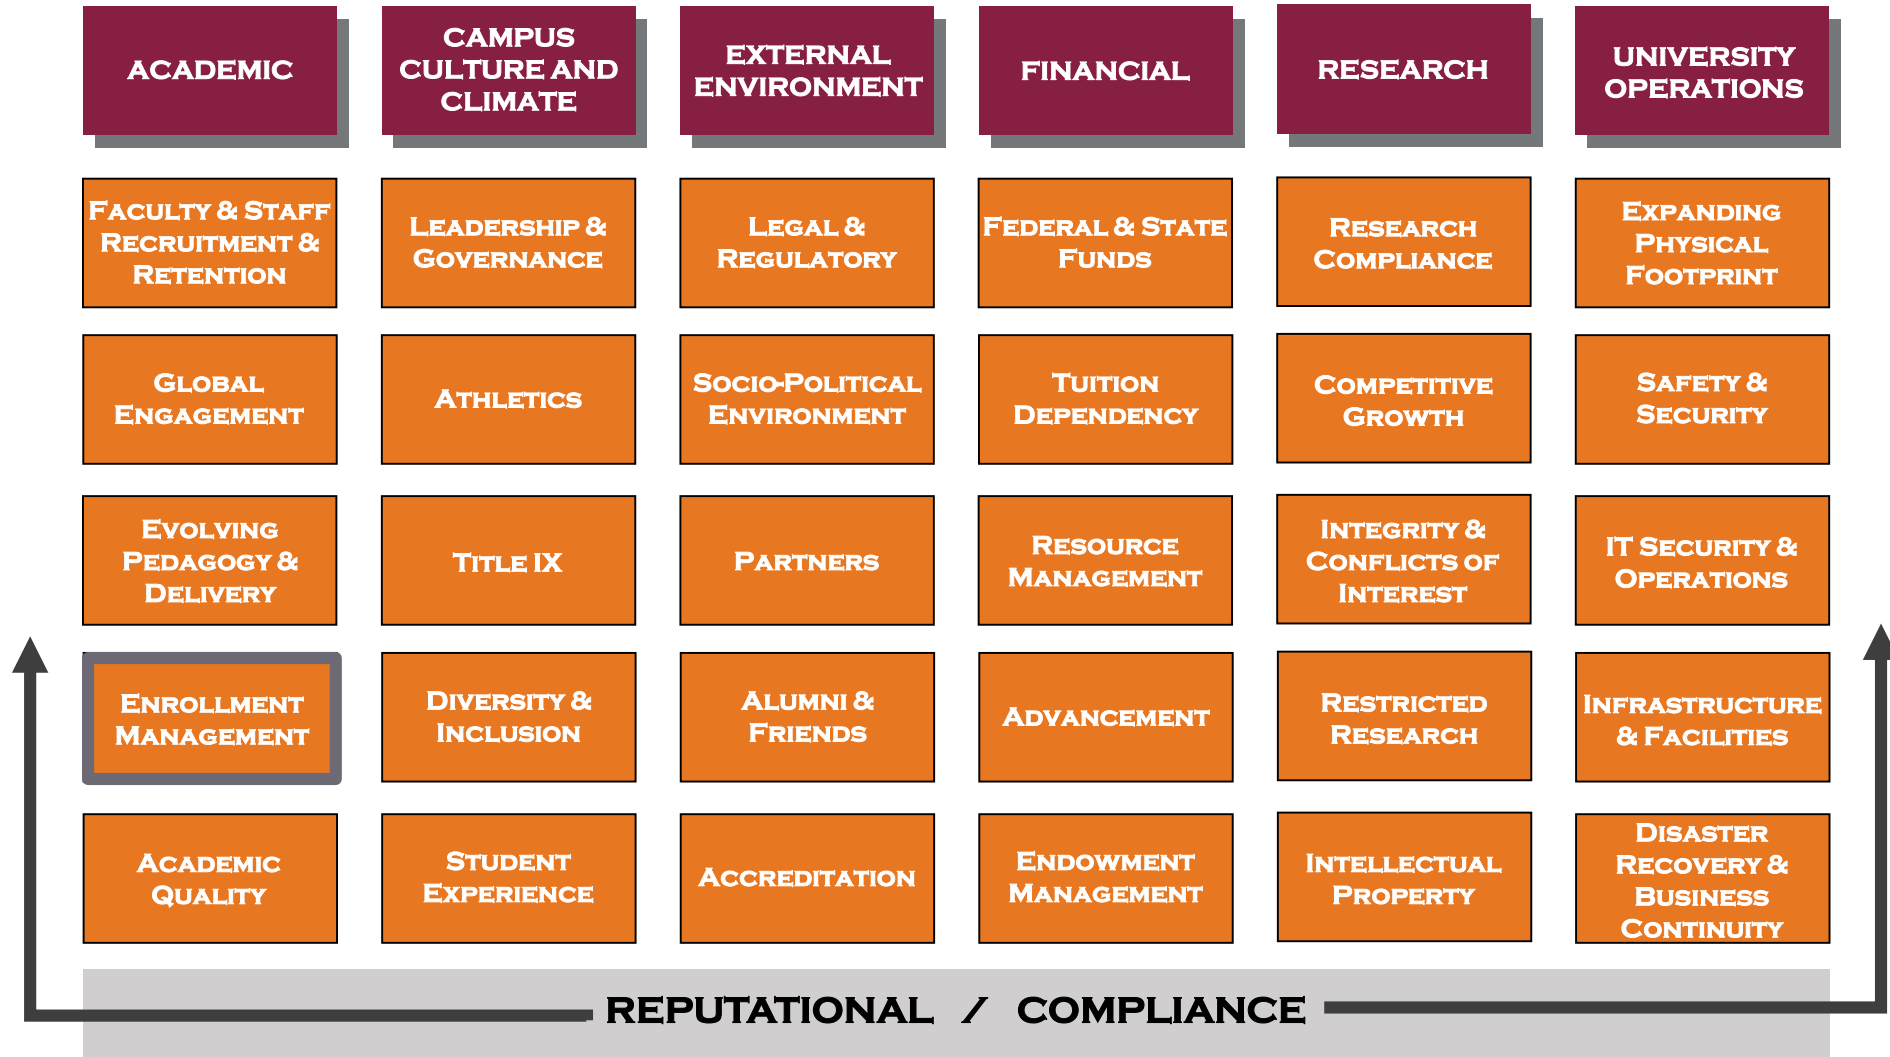 ACADEMIC
CAMPUS
CULTURE AND
CLIMATE
EXTERNAL
ENVIRONMENT
FINANCIAL
RESEARCH
UNIVERSITY
OPERATIONS
Faculty & Staff
Recruitment &
Retention
Leadership &
Governance
Legal &
Regulatory
Federal & State
Funds
Research
Compliance
Expanding
Physical
Footprint
Global
Engagement
Athletics
Socio-Political
Environment
Tuition
Dependency
Competitive
Growth
Safety &
Security
Evolving
Pedagogy &
Delivery
Title IX
Partners
Resource
Management
Integrity &
Conflicts of
Interest
IT Security &
Operations
Enrollment
Management
Diversity &
Inclusion
Alumni &
Friends
Advancement
Restricted
Research
Infrastructure
& Facilities
Academic
Quality
Student
Experience
Accreditation
Endowment
Management
Intellectual
Property
Disaster
Recovery &
Business
Continuity
REPUTATIONAL / COMPLIANCE